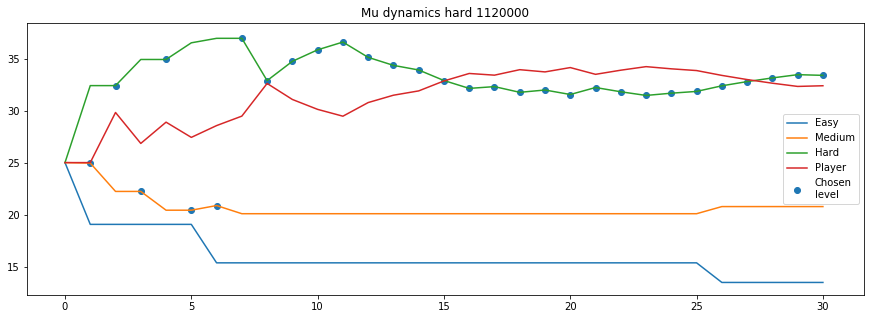 Mu dynamics hard 1120000
35
30
25
20
15
Easy
Medium
Hard
Player
Chosen
level
0 5 10 15 20 25 30